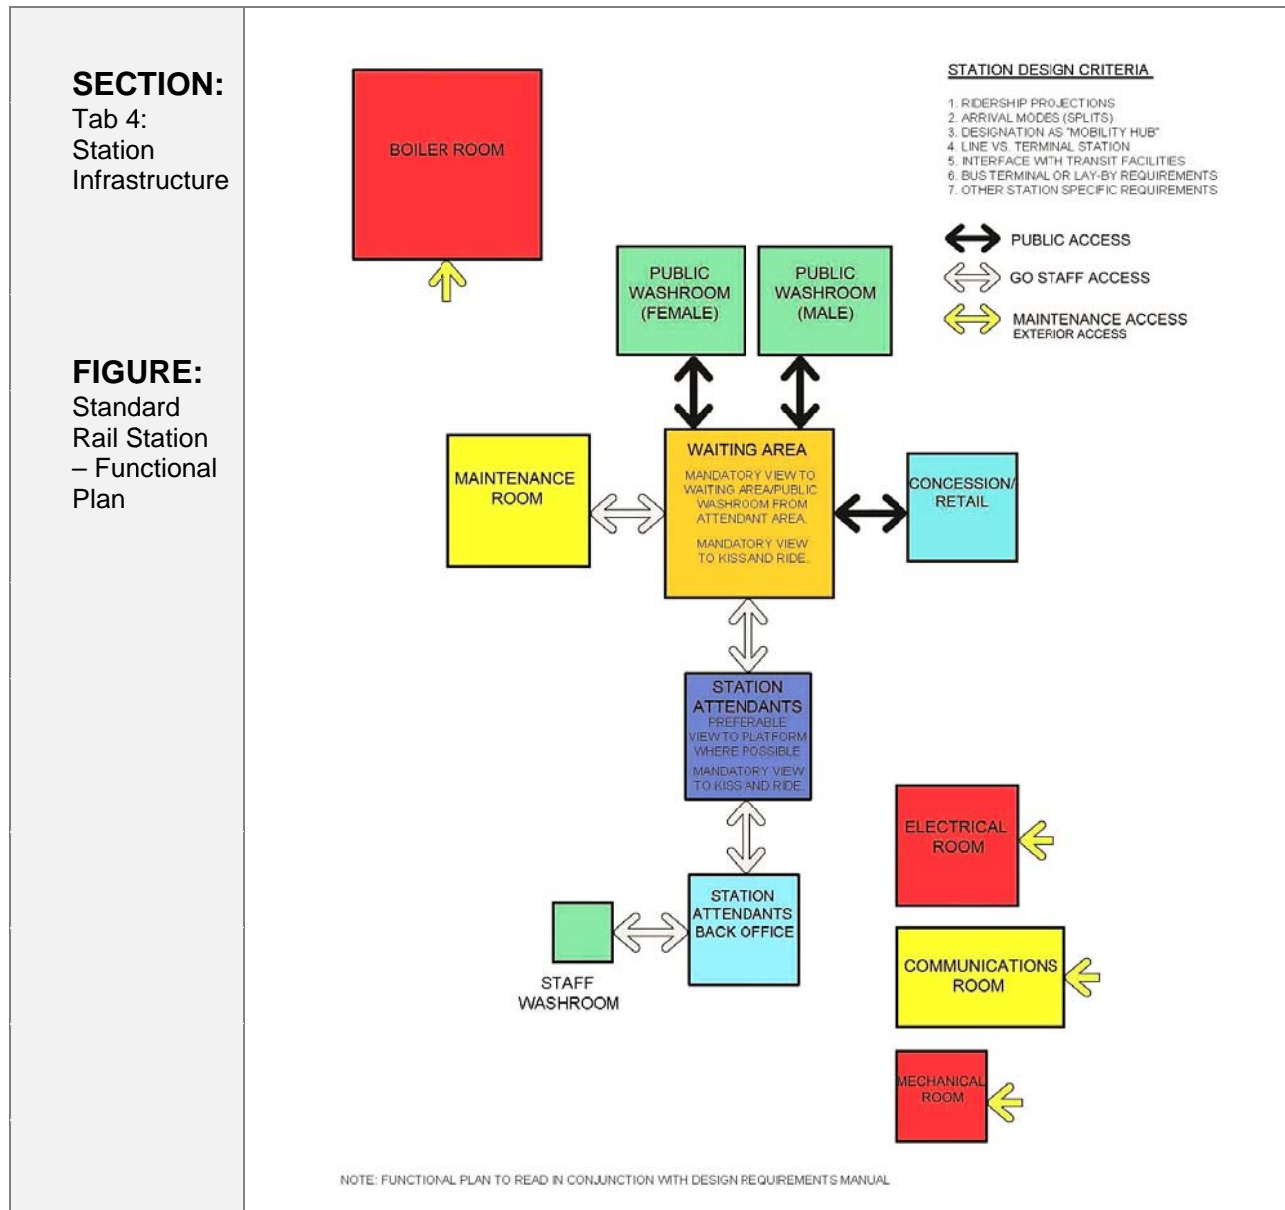 SECTION:
Tab 4:
Station
Infrastructure
FIGURE:
Standard
Rail Station
– Functional
Plan
STATION DESIGN CRITERIA
1. RIDERSHIP PROJECTIONS
2. ARRIVAL MODES (SPLITS)
3. DESIGNATION AS "MOBILITY HUB"
4. LINE VS. TERMINAL STATION
5. INTERFACE WITH TRANSIT FACILITIES
6. BUS TERMINAL OR LAY-BY REQUIREMENTS
7. OTHER STATION SPECIFIC REQUIREMENTS
PUBLIC ACCESS
GO STAFF ACCESS
MAINTENANCE ACCESS
EXTERIOR ACCESS
BOILER ROOM
PUBLIC
WASHROOM
(FEMALE)
PUBLIC
WASHROOM
(MALE)
MAINTENANCE
ROOM
WAITING AREA
MANDATORY VIEW TO
WAITING AREA/PUBLIC
WASHROOM FROM
ATTENDANT AREA.
MANDATORY VIEW
TO KISS AND RIDE.
CONCESSION/
RETAIL
STATION
ATTENDANTS
PREFERABLE
VIEW TO PLATFORM
WHERE POSSIBLE
MANDATORY VIEW
TO KISS AND RIDE.
ELECTRICAL
ROOM
STATION
ATTENDANTS
BACK OFFICE
STAFF
WASHROOM
COMMUNICATIONS
ROOM
MECHANICAL
ROOM
NOTE: FUNCTIONAL PLAN TO READ IN CONJUNCTION WITH DESIGN REQUIREMENTS MANUAL